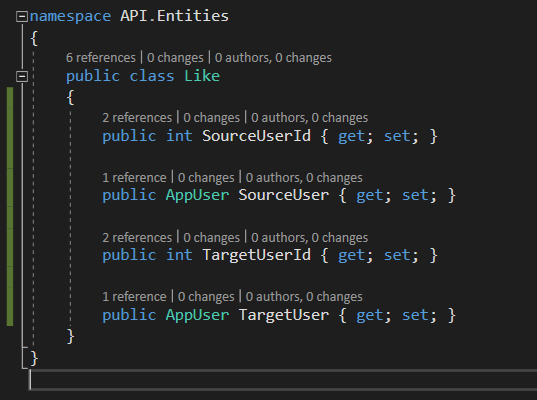 namespace API.Entities
{
6 references | 0 changes | 0 authors, 0 changes
public class Like
{
2 references | 0 changes | 0 authors, 0 changes
public int SourceUserId { get; set; }
1 reference | 0 changes | 0 authors, 0 changes
public AppUser SourceUser { get; set; }
2 references | 0 changes | 0 authors, 0 changes
public int TargetUserId { get; set; }
1 reference | 0 changes | 0 authors, 0 changes
public AppUser TargetUser { get; set; }
}
}